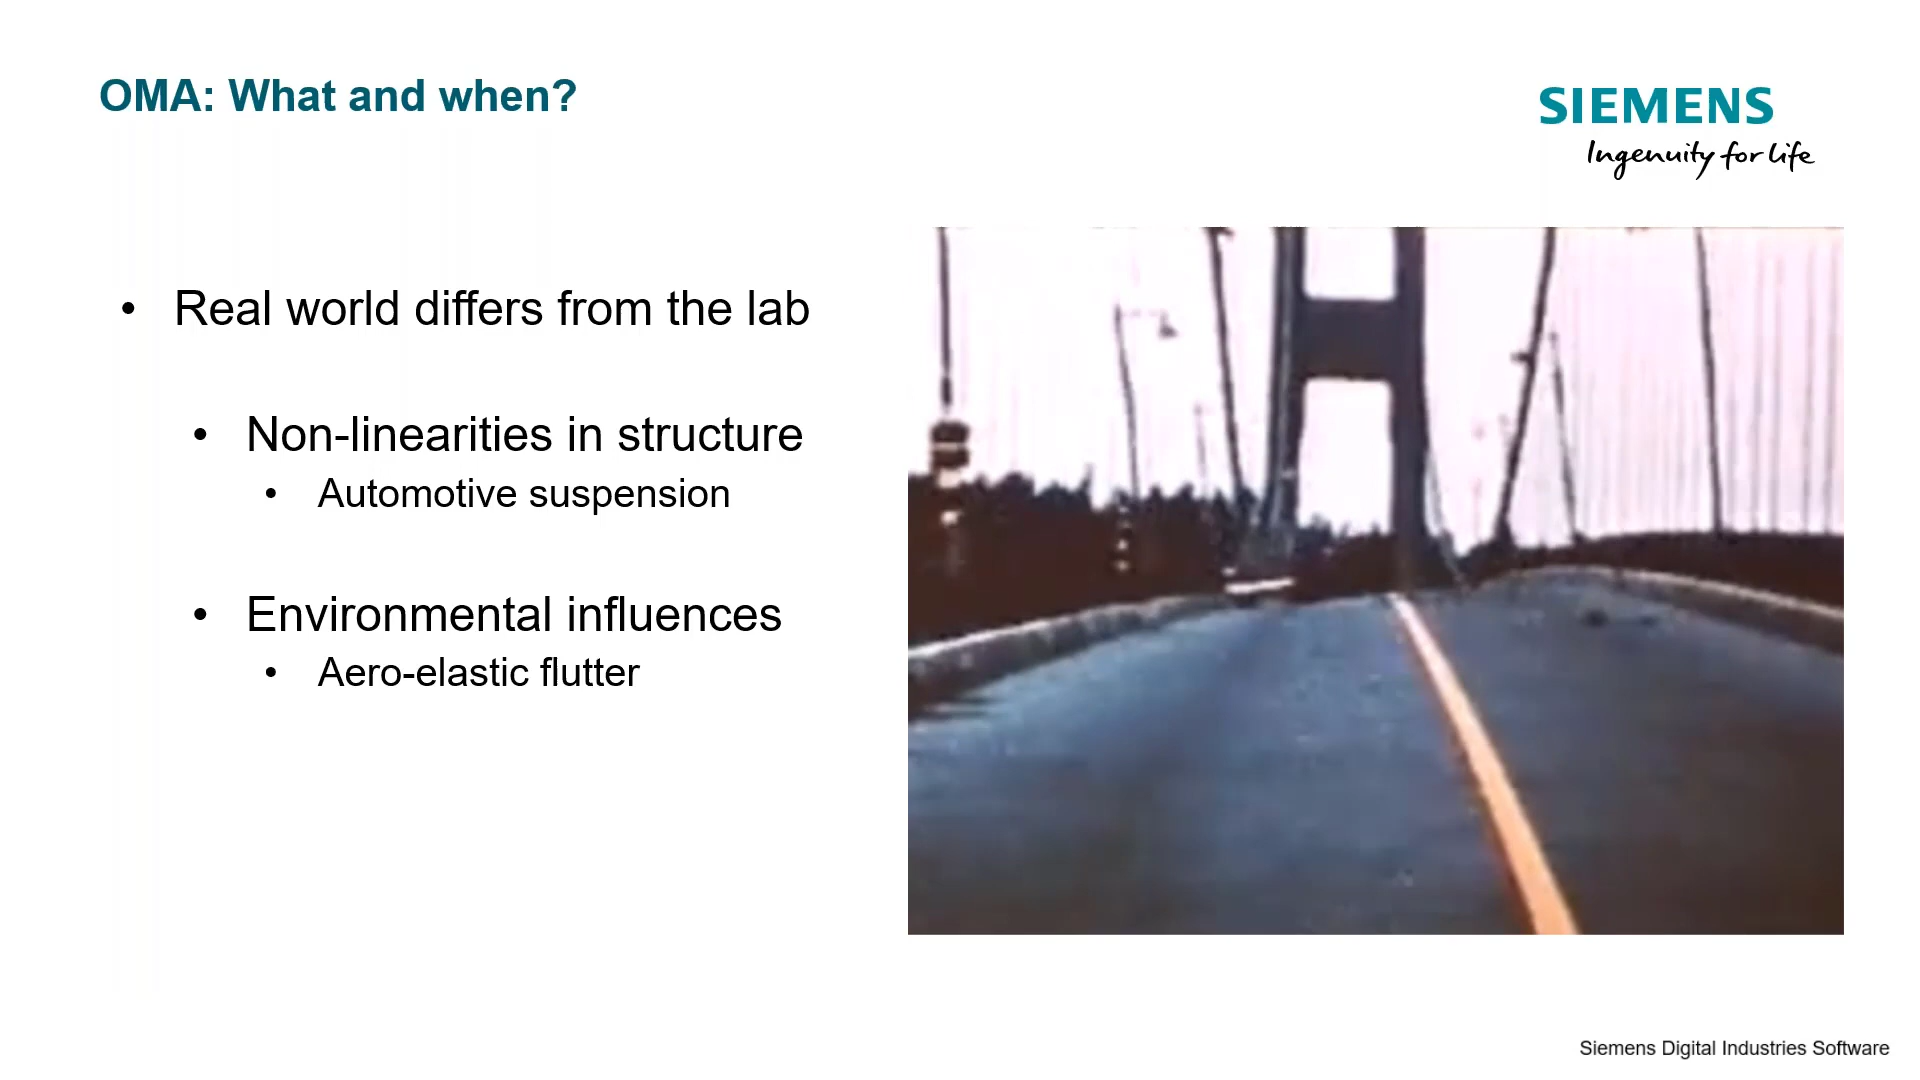 OMA: What and when?
SIEMENS
Ingenuity for life
• Real world differs from the lab
• Non-linearities in structure
• Automotive suspension
• Environmental influences
• Aero-elastic flutter
Siemens Digital Industries Software